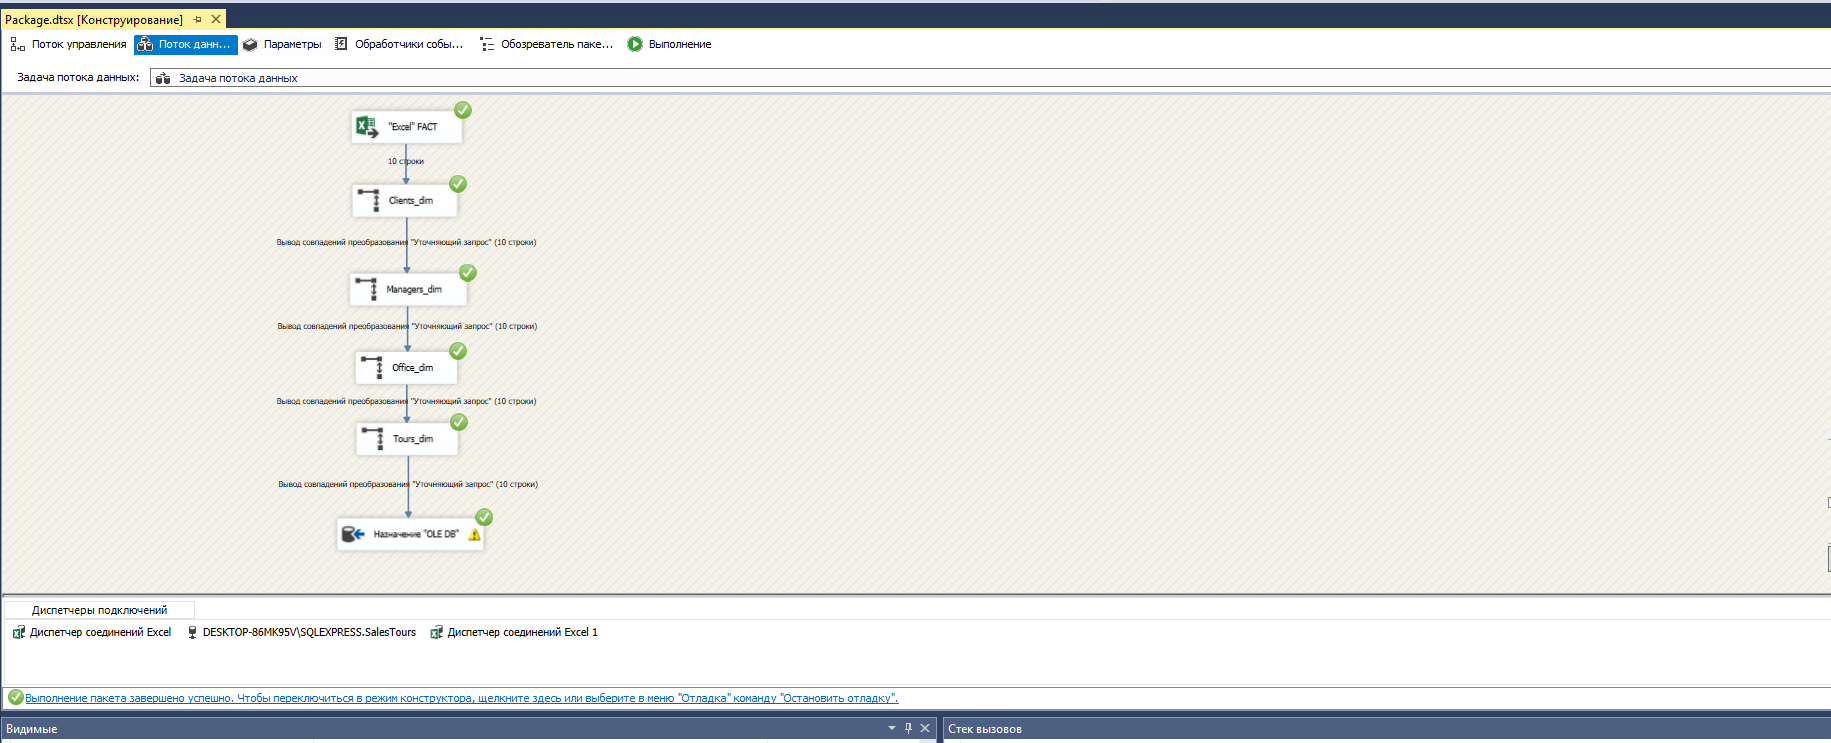 Package.dtsx [Конструирование]
Поток управления Поток данн... Параметры Обработчики собы... Обозреватель паке... Выполнение
Задача потока данных: Задача потока данных
"Excel" FACT
10 строки
Clients_dim
Вывод совпадений преобразования "Уточняющий запрос" (10 строки)
Managers_dim
Вывод совпадений преобразования "Уточняющий запрос" (10 строки)
Office_dim
Вывод совпадений преобразования "Уточняющий запрос" (10 строки)
Tours_dim
Вывод совпадений преобразования "Уточняющий запрос" (10 строки)
Назначение "OLE DB"
Диспетчеры подключений
Диспетчер соединений Excel DESKTOP-86MK95V\SQLEXPRESS.SalesTours Диспетчер соединений Excel 1
Выполнение пакета завершено успешно. Чтобы переключиться в режим конструктора, щелкните здесь или выберите в меню "Отладка" команду "Остановить отладку".
Видимые Стек вызовов